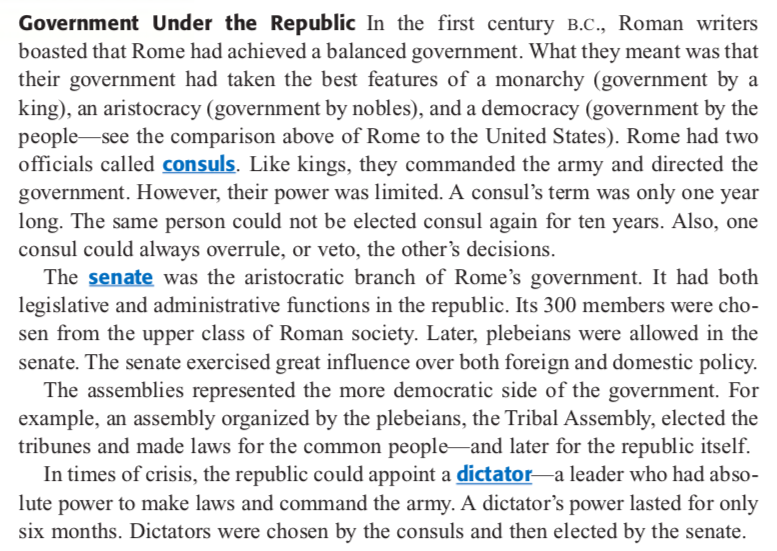 Government Under the Republic In the first century B.C., Roman writers
boasted that Rome had achieved a balanced government. What they meant was that
their government had taken the best features of a monarchy (government by a
king), an aristocracy (government by nobles), and a democracy (government by the
people—see the comparison above of Rome to the United States). Rome had two
officials called consuls. Like kings, they commanded the army and directed the
government. However, their power was limited. A consul's term was only one year
long. The same person could not be elected consul again for ten years. Also, one
consul could always overrule, or veto, the other's decisions.
The senate was the aristocratic branch of Rome's government. It had both
legislative and administrative functions in the republic. Its 300 members were cho-
sen from the upper class of Roman society. Later, plebeians were allowed in the
senate. The senate exercised great influence over both foreign and domestic policy.
The assemblies represented the more democratic side of the government. For
example, an assembly organized by the plebeians, the Tribal Assembly, elected the
tribunes and made laws for the common people—and later for the republic itself.
In times of crisis, the republic could appoint a dictator—a leader who had abso-
lute power to make laws and command the army. A dictator's power lasted for only
six months. Dictators were chosen by the consuls and then elected by the senate.